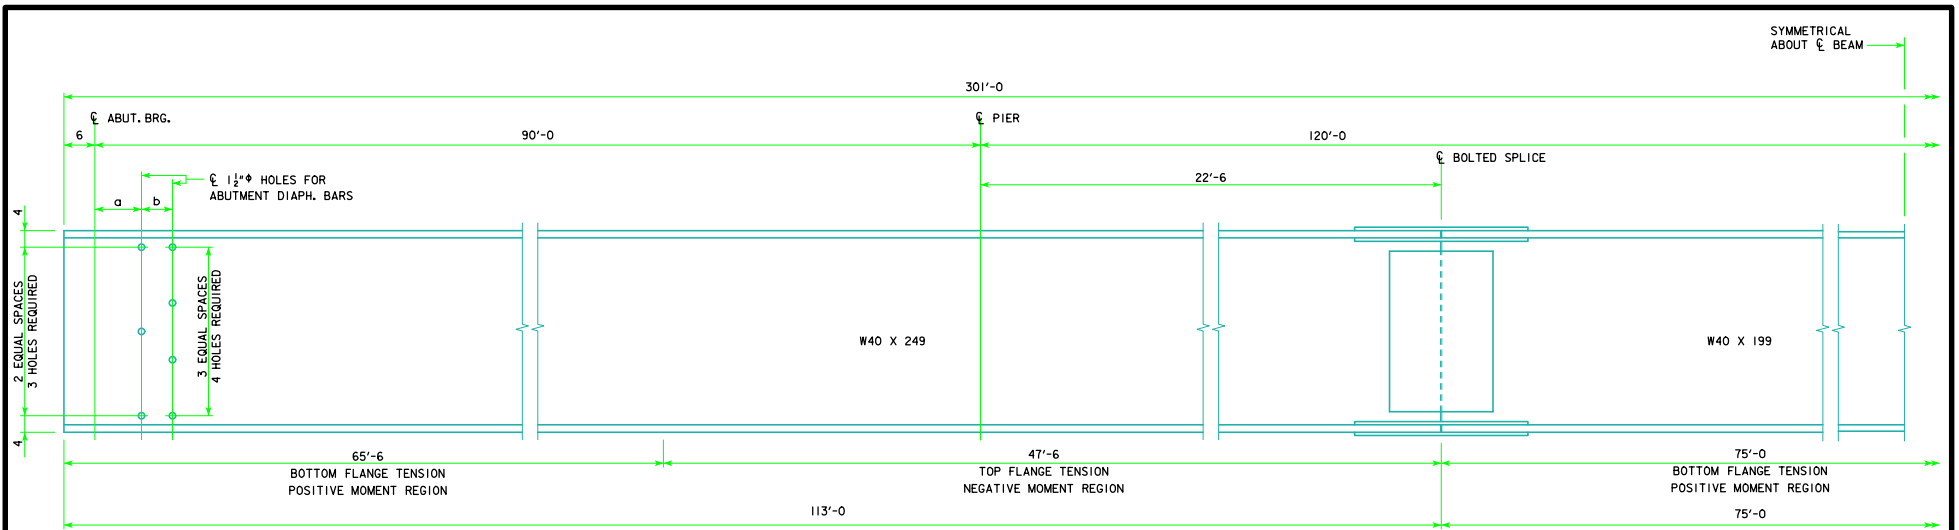 SYMMETRICAL
ABOUT ℄ BEAM
301'-0
℄ ABUT. BRG.
℄ PIER
6
90'-0
120'-0
℄ BOLTED SPLICE
22'-6
℄ 1 1/2"Φ HOLES FOR
ABUTMENT DIAPH. BARS
a
b
4
2 EQUAL SPACES
3 HOLES REQUIRED
3 EQUAL SPACES
4 HOLES REQUIRED
W40 X 249
W40 X 199
4
65'-6
BOTTOM FLANGE TENSION
POSITIVE MOMENT REGION
47'-6
TOP FLANGE TENSION
NEGATIVE MOMENT REGION
75'-0
BOTTOM FLANGE TENSION
POSITIVE MOMENT REGION
113'-0
75'-0